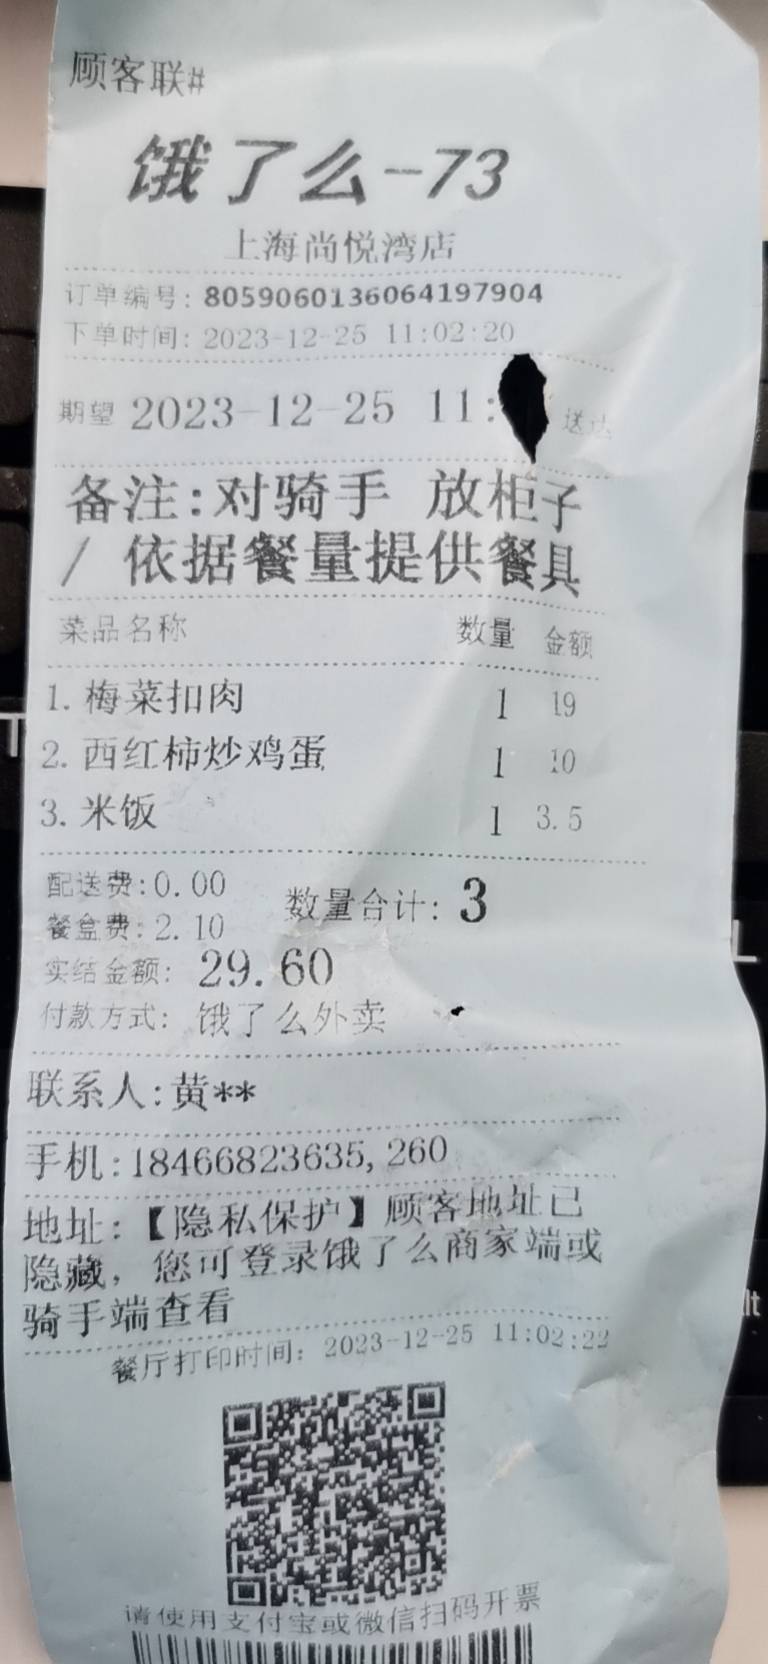 顾客联#
饿了么-73
上海尚悦湾店
订单编号: 8059060136064197904
下单时间: 2023-12-25 11:02:20
期望 2023-12-25 11: 送达
备注:对骑手 放柜子
/ 依据餐量提供餐具
菜品名称 数量 金额
1. 梅菜扣肉 1 19
2. 西红柿炒鸡蛋 1 10
3. 米饭 1 3.5
配送费:0.00 数量合计: 3
餐盒费: 2.10
实结金额: 29.60
付款方式: 饿了么外卖
联系人:黄**
手机:18466823635,260
地址:【隐私保护】顾客地址已
隐藏，您可登录饿了么商家端或
骑手端查看
餐厅打印时间: 2023-12-25 11:02:22
请使用支付宝或微信扫码开票